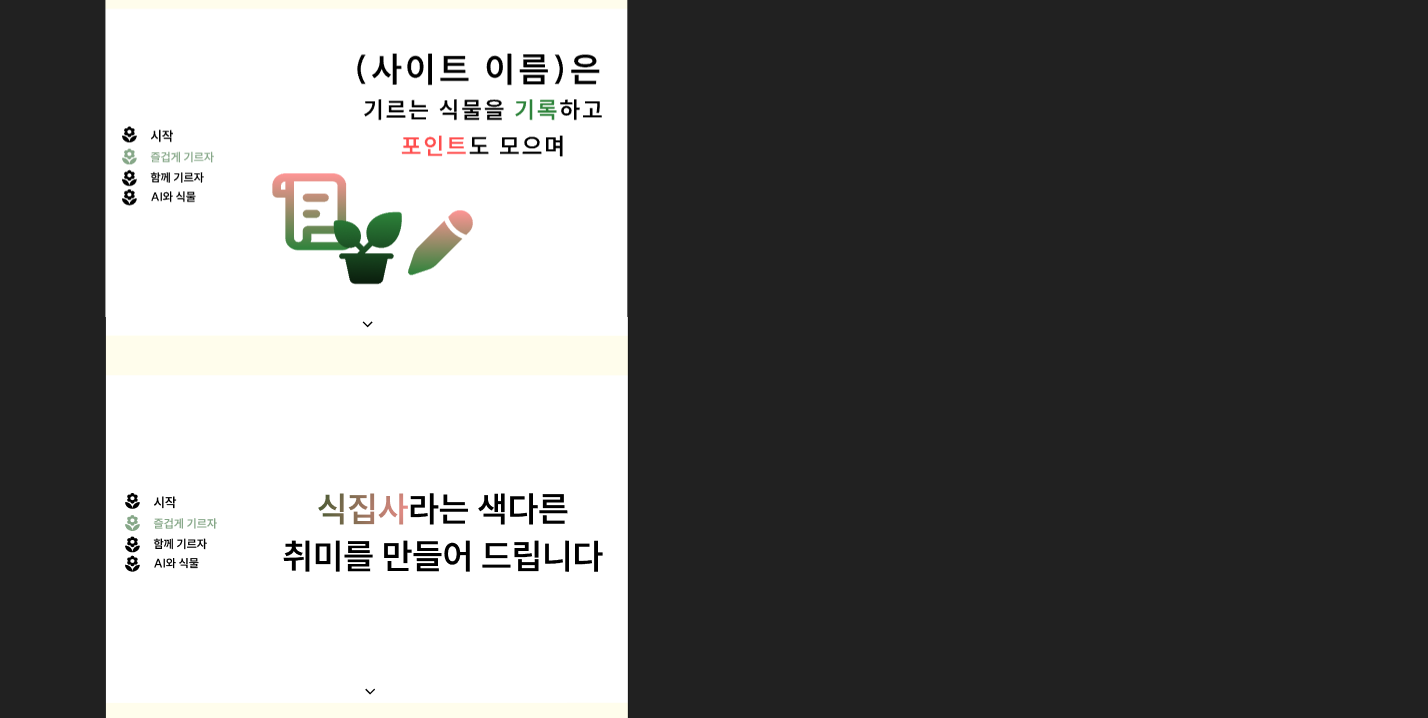 (사이트 이름)은
기르는 식물을 기록하고
포인트도 모으며
시작
즐겁게 기르자
함께 기르자
AI와 식물
식집사라는 색다른
취미를 만들어 드립니다
시작
즐겁게 기르자
함께 기르자
AI와 식물